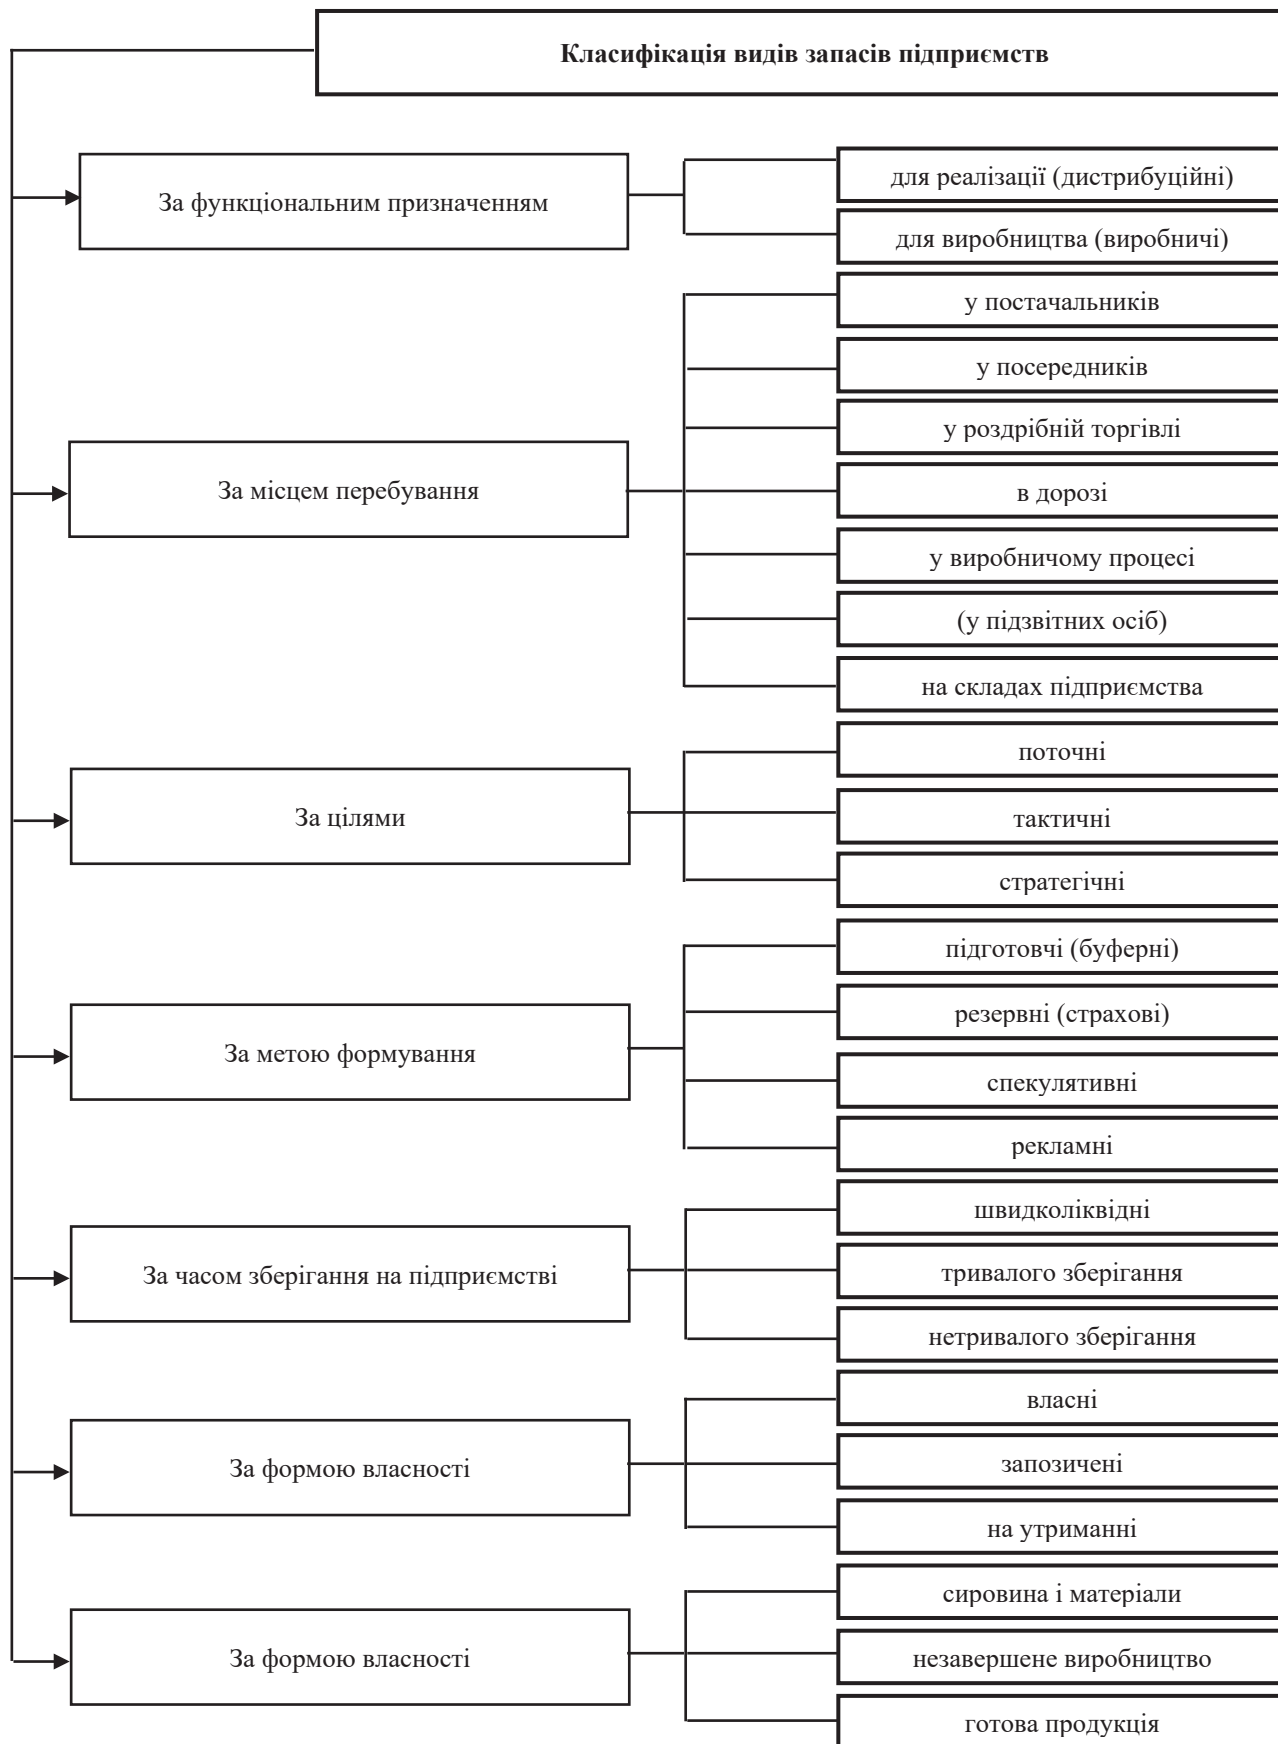 Класифікація видів запасів підприємств
За функціональним призначенням
для реалізації (дистрибуційні)
для виробництва (виробничі)
За місцем перебування
у постачальників
у посередників
у роздрібній торгівлі
в дорозі
у виробничому процесі
(у підзвітних осіб)
на складах підприємства
За цілями
поточні
тактичні
стратегічні
За метою формування
підготовчі (буферні)
резервні (страхові)
спекулятивні
рекламні
За часом зберігання на підприємстві
швидколіквідні
тривалого зберігання
нетривалого зберігання
За формою власності
власні
запозичені
на утриманні
За формою власності
сировина і матеріали
незавершене виробництво
готова продукція